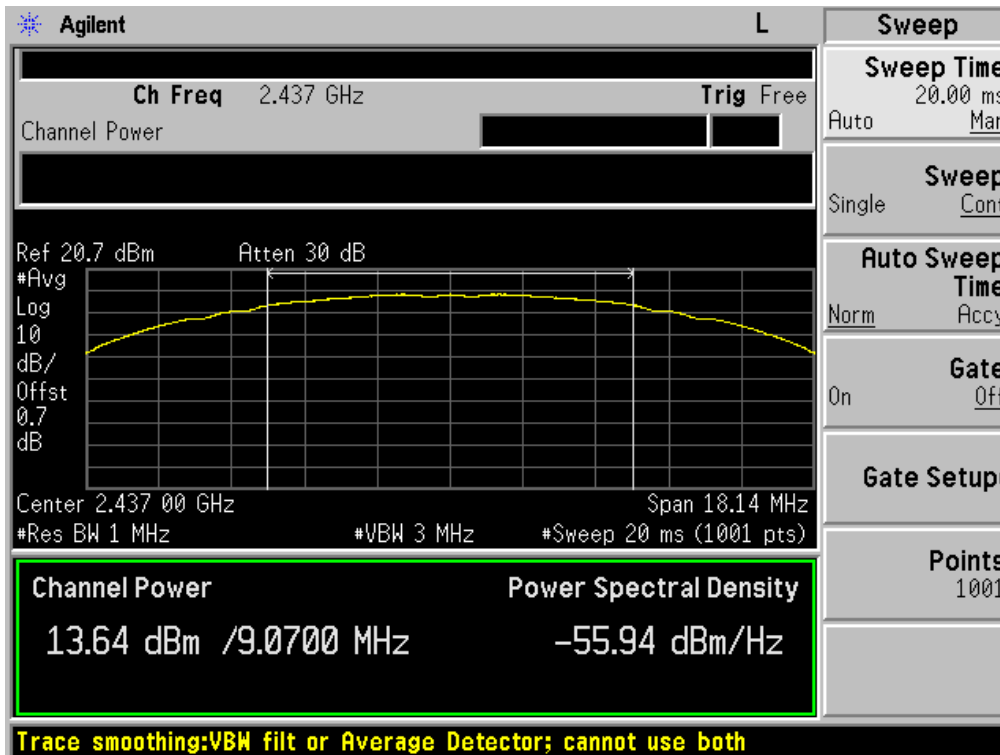 Agilent L Sweep
Sweep Time
20.00 ms
Auto Man
Ch Freq 2.437 GHz Trig Free
Channel Power
Sweep
Single Cont
Ref 20.7 dBm Atten 30 dB
#Avg
Log
10
dB/
Offst
0.7
dB
Auto Sweep
Time
Norm Accy
Gate
On Off
Gate Setup
Center 2.437 00 GHz Span 18.14 MHz
#Res BW 1 MHz #VBW 3 MHz #Sweep 20 ms (1001 pts)
Points
1001
Channel Power Power Spectral Density
13.64 dBm /9.0700 MHz -55.94 dBm/Hz
Trace smoothing:VBW filt or Average Detector; cannot use both